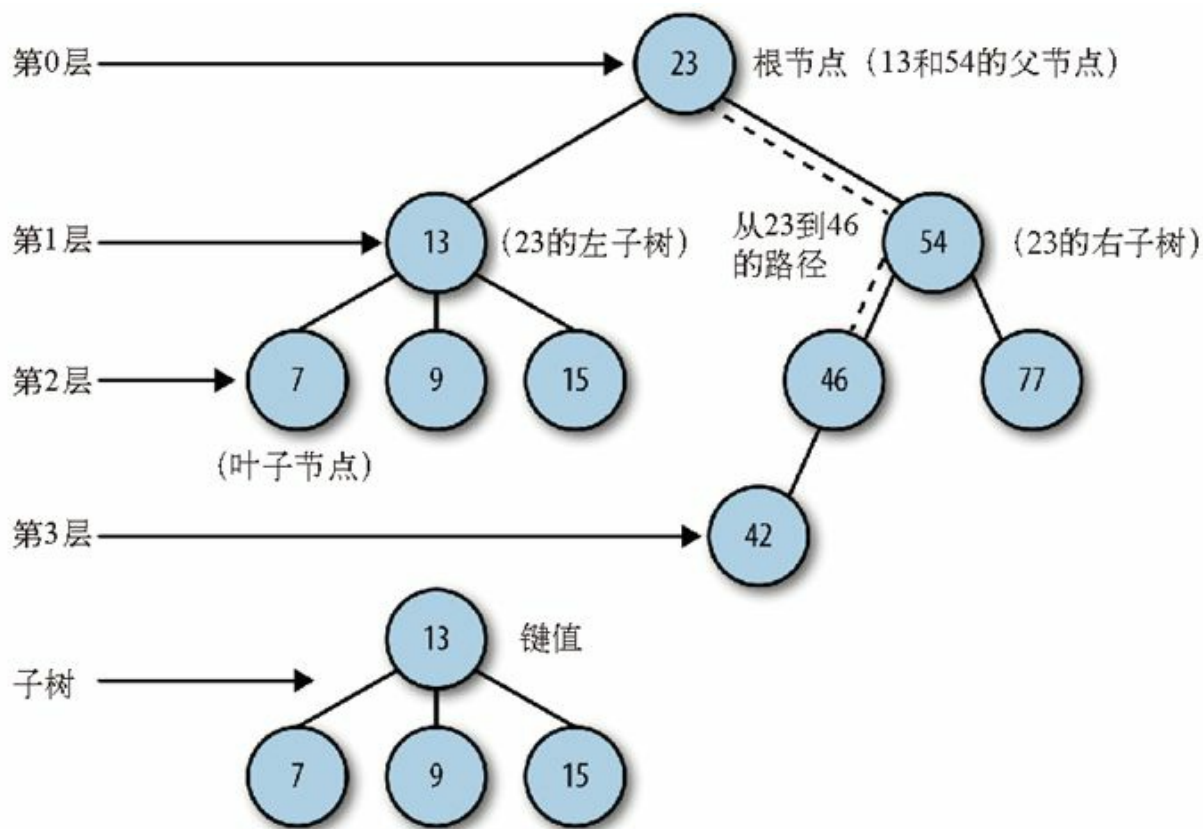 第0层
23
根节点（13和54的父节点）
第1层
13
（23的左子树）
从23到46
的路径
54
（23的右子树）
第2层
7
9
15
46
77
（叶子节点）
第3层
42
13
键值
子树
7
9
15